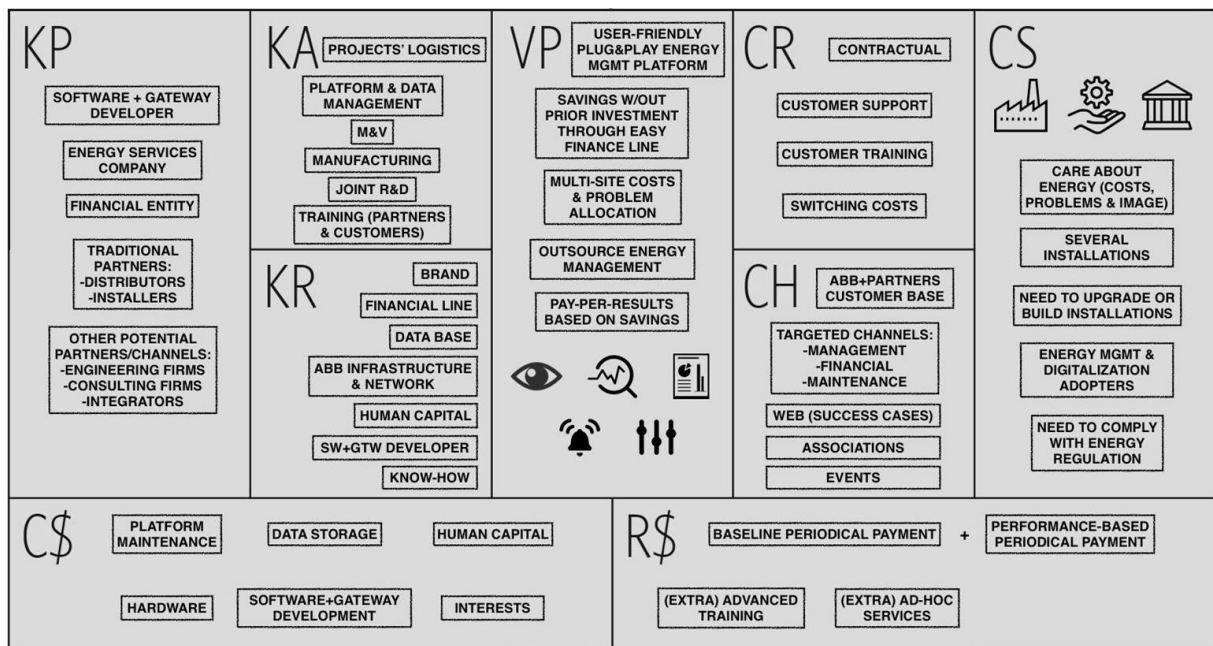 KP
SOFTWARE + GATEWAY
DEVELOPER
ENERGY SERVICES
COMPANY
FINANCIAL ENTITY
TRADITIONAL
PARTNERS:
-DISTRIBUTORS
-INSTALLERS
OTHER POTENTIAL
PARTNERS/CHANNELS:
-ENGINEERING FIRMS
-CONSULTING FIRMS
-INTEGRATORS
KA
PROJECTS' LOGISTICS
PLATFORM & DATA
MANAGEMENT
M&V
MANUFACTURING
JOINT R&D
TRAINING (PARTNERS
& CUSTOMERS)
KR
BRAND
FINANCIAL LINE
DATA BASE
ABB INFRASTRUCTURE
& NETWORK
HUMAN CAPITAL
SW+GTW DEVELOPER
KNOW-HOW
VP
USER-FRIENDLY
PLUG&PLAY ENERGY
MGMT PLATFORM
SAVINGS W/OUT
PRIOR INVESTMENT
THROUGH EASY
FINANCE LINE
MULTI-SITE COSTS
& PROBLEM
ALLOCATION
OUTSOURCE ENERGY
MANAGEMENT
PAY-PER-RESULTS
BASED ON SAVINGS
CR
CONTRACTUAL
CUSTOMER SUPPORT
CUSTOMER TRAINING
SWITCHING COSTS
CH
ABB+PARTNERS
CUSTOMER BASE
TARGETED CHANNELS:
-MANAGEMENT
-FINANCIAL
-MAINTENANCE
WEB (SUCCESS CASES)
ASSOCIATIONS
EVENTS
CS
CARE ABOUT
ENERGY (COSTS,
PROBLEMS & IMAGE)
SEVERAL
INSTALLATIONS
NEED TO UPGRADE OR
BUILD INSTALLATIONS
ENERGY MGMT &
DIGITALIZATION
ADOPTERS
NEED TO COMPLY
WITH ENERGY
REGULATION
C$
PLATFORM
MAINTENANCE
DATA STORAGE
HUMAN CAPITAL
HARDWARE
SOFTWARE+GATEWAY
DEVELOPMENT
INTERESTS
R$
BASELINE PERIODICAL PAYMENT
+
PERFORMANCE-BASED
PERIODICAL PAYMENT
(EXTRA) ADVANCED
TRAINING
(EXTRA) AD-HOC
SERVICES